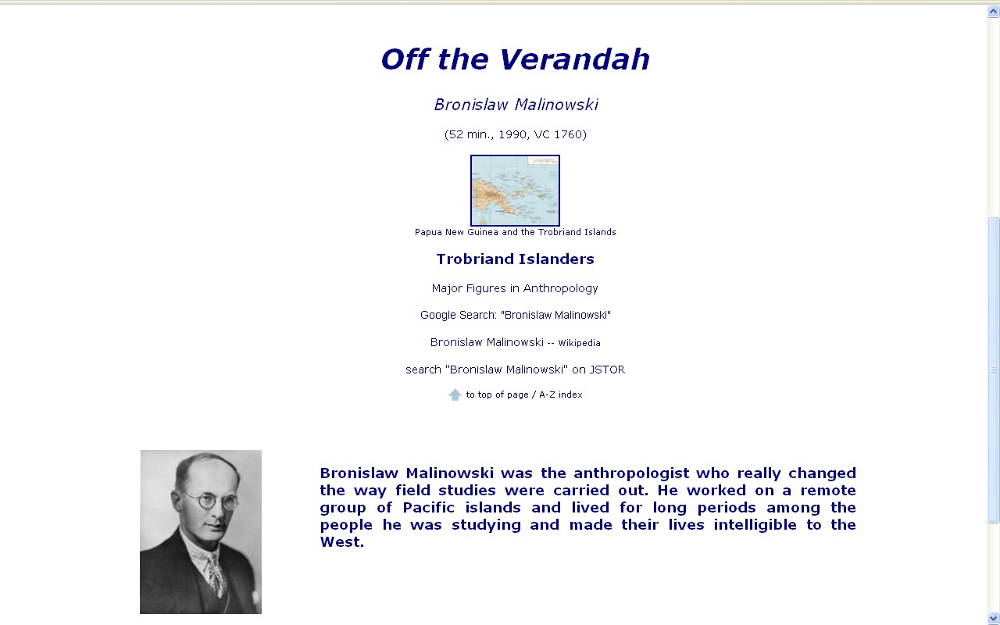 Off the Verandah
Bronislaw Malinowski
(52 min., 1990, VC 1760)
Papua New Guinea and the Trobriand Islands
Trobriand Islanders
Major Figures in Anthropology
Google Search: "Bronislaw Malinowski"
Bronislaw Malinowski -- Wikipedia
search "Bronislaw Malinowski" on JSTOR
to top of page / A-Z index
Bronislaw Malinowski was the anthropologist who really changed
the way field studies were carried out. He worked on a remote
group of Pacific islands and lived for long periods among the
people he was studying and made their lives intelligible to the
West.